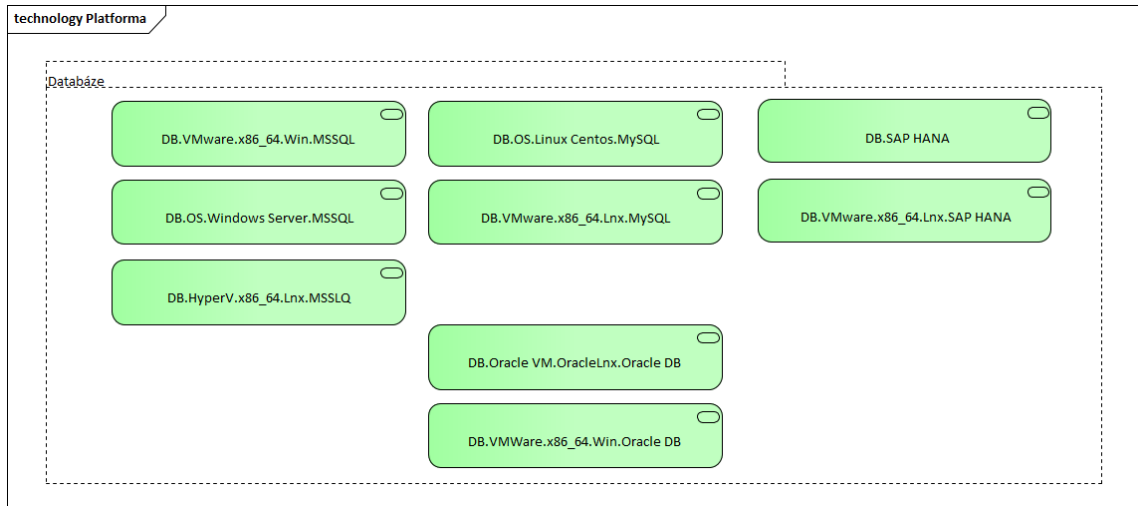 technology Platforma
Databáze
DB.VMware.x86_64.Win.MSSQL
DB.OS.Linux Centos.MySQL
DB.SAP HANA
DB.OS.Windows Server.MSSQL
DB.VMware.x86_64.Lnx.MySQL
DB.VMware.x86_64.Lnx.SAP HANA
DB.HyperV.x86_64.Lnx.MSSLQ
DB.Oracle VM.OracleLnx.Oracle DB
DB.VMWare.x86_64.Win.Oracle DB